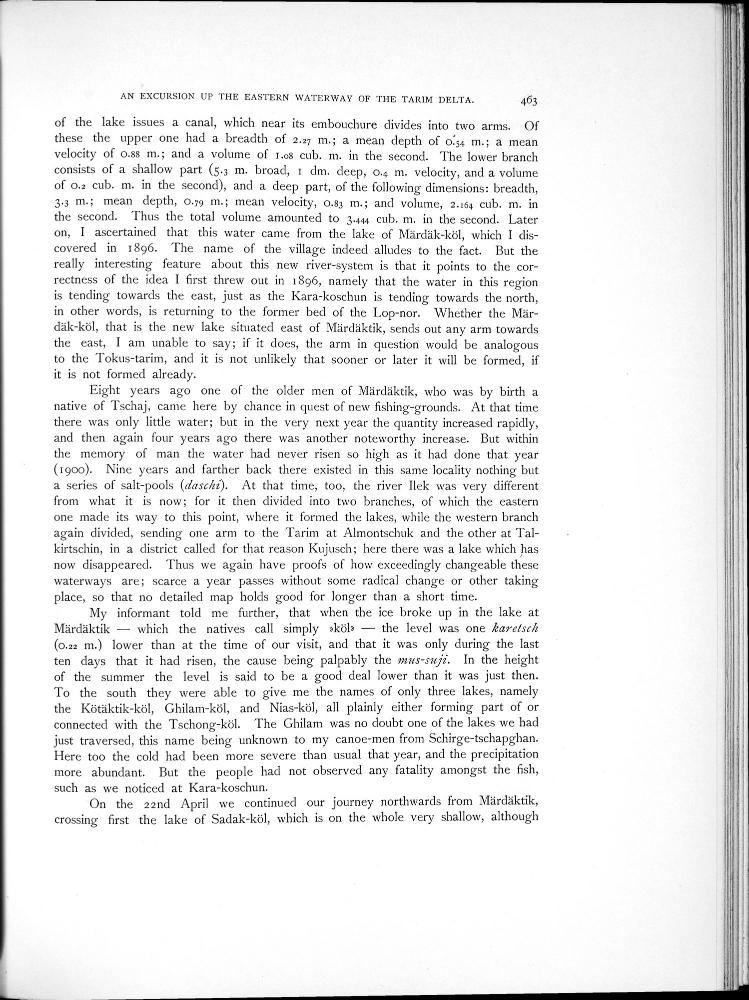 AN EXCURSION UP THE EASTERN WATERWAY OF THE TARIM DELTA. 463
of the lake issues a canal, which near its embouchure divides into two arms. Of
these the upper one had a breadth of 2.27 m.; a mean depth of 0.54 m.; a mean
velocity of 0.88 m.; and a volume of 1.08 cub. m. in the second. The lower branch
consists of a shallow part (5.3 m. broad, 1 dm. deep, 0.4 m. velocity, and a volume
of 0.2 cub. m. in the second), and a deep part, of the following dimensions: breadth,
3.3 m.; mean depth, 0.79 m.; mean velocity, 0.83 m.; and volume, 2.164 cub. m. in
the second. Thus the total volume amounted to 3.444 cub. m. in the second. Later
on, I ascertained that this water came from the lake of Märdäk-köl, which I dis-
covered in 1896. The name of the village indeed alludes to the fact. But the
really interesting feature about this new river-system is that it points to the cor-
rectness of the idea I first threw out in 1896, namely that the water in this region
is tending towards the east, just as the Kara-koschun is tending towards the north,
in other words, is returning to the former bed of the Lop-nor. Whether the Mär-
däk-köl, that is the new lake situated east of Märdäktik, sends out any arm towards
the east, I am unable to say; if it does, the arm in question would be analogous
to the Tokus-tarim, and it is not unlikely that sooner or later it will be formed, if
it is not formed already.
Eight years ago one of the older men of Märdäktik, who was by birth a
native of Tschaj, came here by chance in quest of new fishing-grounds. At that time
there was only little water; but in the very next year the quantity increased rapidly,
and then again four years ago there was another noteworthy increase. But within
the memory of man the water had never risen so high as it had done that year
(1900). Nine years and farther back there existed in this same locality nothing but
a series of salt-pools (daschi). At that time, too, the river Ilek was very different
from what it is now; for it then divided into two branches, of which the eastern
one made its way to this point, where it formed the lakes, while the western branch
again divided, sending one arm to the Tarim at Almontschuk and the other at Tal-
kirtschin, in a district called for that reason Kujusch; here there was a lake which has
now disappeared. Thus we again have proofs of how exceedingly changeable these
waterways are; scarce a year passes without some radical change or other taking
place, so that no detailed map holds good for longer than a short time.
My informant told me further, that when the ice broke up in the lake at
Märdäktik — which the natives call simply »köl» — the level was one karetsch
(0.22 m.) lower than at the time of our visit, and that it was only during the last
ten days that it had risen, the cause being palpably the mus-suji. In the height
of the summer the level is said to be a good deal lower than it was just then.
To the south they were able to give me the names of only three lakes, namely
the Kötäktik-köl, Ghilam-köl, and Nias-köl, all plainly either forming part of or
connected with the Tschong-köl. The Ghilam was no doubt one of the lakes we had
just traversed, this name being unknown to my canoe-men from Schirge-tschapghan.
Here too the cold had been more severe than usual that year, and the precipitation
more abundant. But the people had not observed any fatality amongst the fish,
such as we noticed at Kara-koschun.
On the 22nd April we continued our journey northwards from Märdäktik,
crossing first the lake of Sadak-köl, which is on the whole very shallow, although